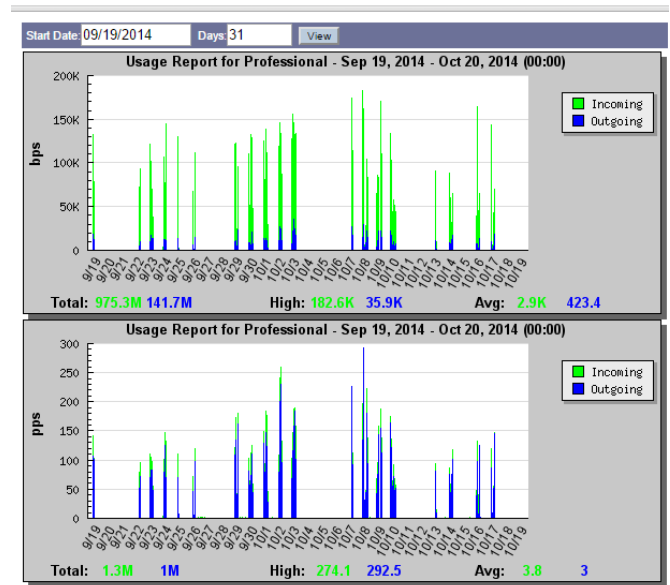 Start Date: 09/19/2014 Days: 31 View
Usage Report for Professional - Sep 19, 2014 - Oct 20, 2014 (00:00)
200K
150K
100K
50K
0
bps
Incoming
Outgoing
9/19 9/20 9/21 9/22 9/23 9/24 9/25 9/26 9/27 9/28 9/29 9/30 10/1 10/2 10/3 10/4 10/5 10/6 10/7 10/8 10/9 10/10 10/11 10/12 10/13 10/14 10/15 10/16 10/17 10/18 10/19
Total: 975.3M 141.7M High: 182.6K 35.9K Avg: 2.9K 423.4
Usage Report for Professional - Sep 19, 2014 - Oct 20, 2014 (00:00)
300
250
200
150
100
50
0
pps
Incoming
Outgoing
9/19 9/20 9/21 9/22 9/23 9/24 9/25 9/26 9/27 9/28 9/29 9/30 10/1 10/2 10/3 10/4 10/5 10/6 10/7 10/8 10/9 10/10 10/11 10/12 10/13 10/14 10/15 10/16 10/17 10/18 10/19
Total: 1.3M 1M High: 274.1 292.5 Avg: 3.8 3